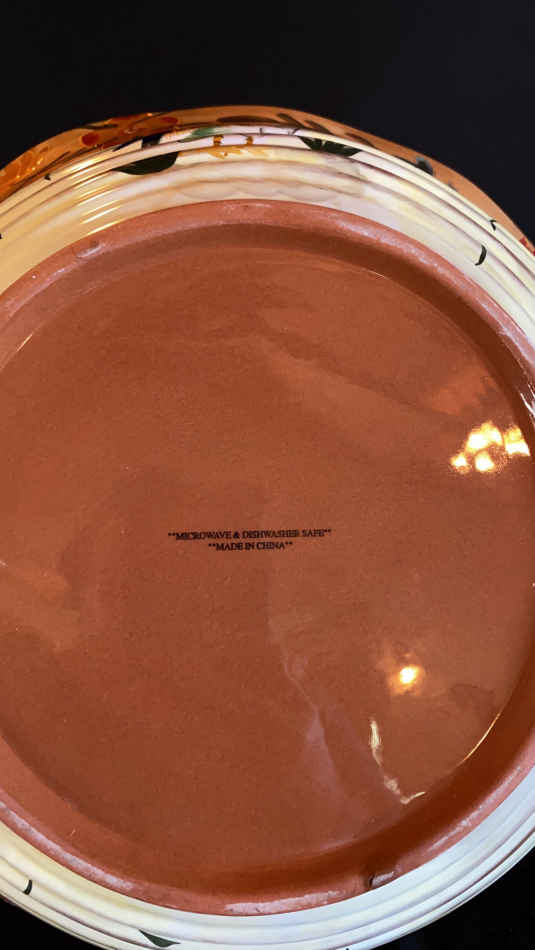 **MICROWAVE & DISHWASHER SAFE**
**MADE IN CHINA**